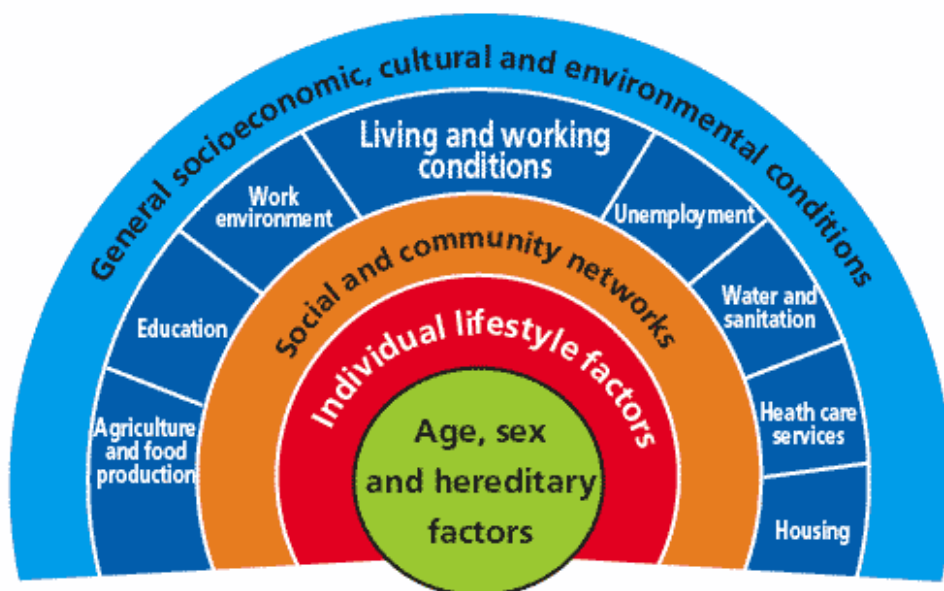 General socioeconomic, cultural and environmental conditions
Living and working
conditions
Work
environment
Unemployment
Education
Water and
sanitation
Agriculture
and food
production
Heath care
services
Housing
Social and community networks
Individual lifestyle factors
Age, sex
and hereditary
factors